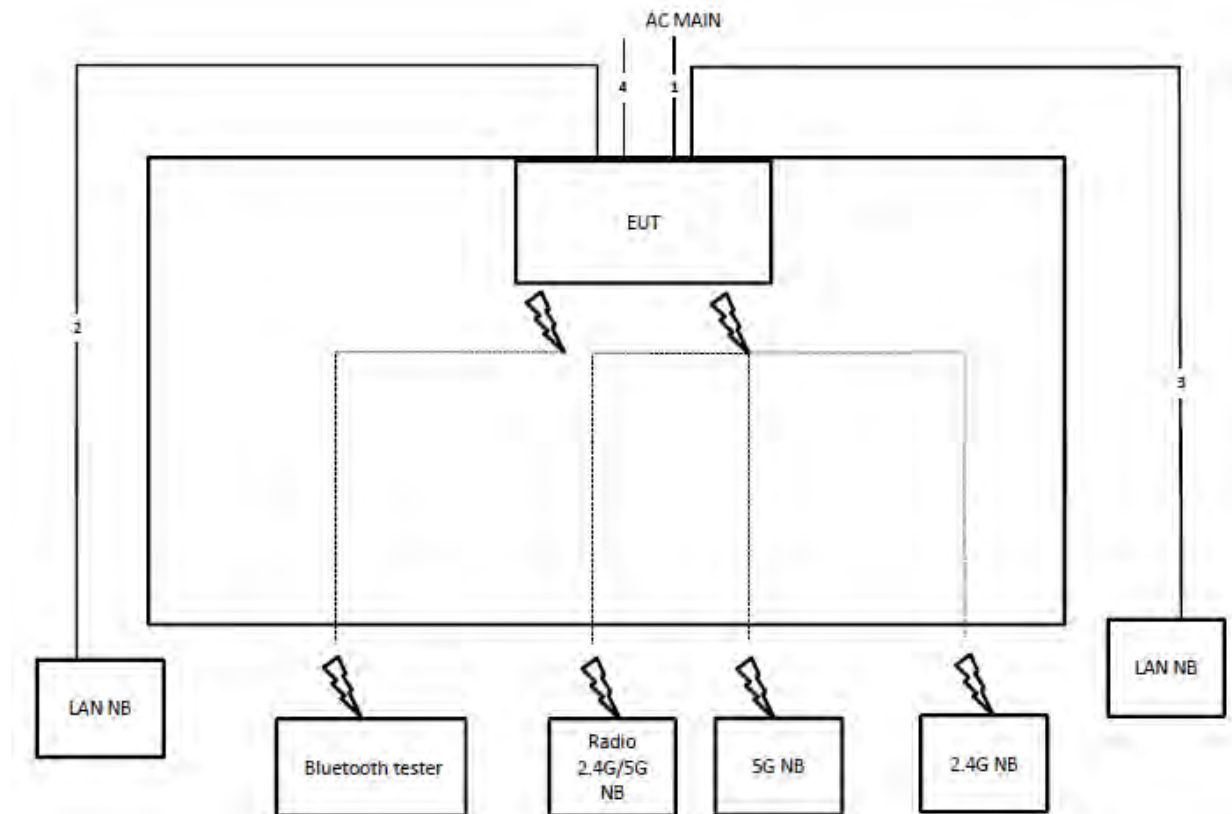 AC MAIN
4
1
EUT
2
3
LAN NB
LAN NB
Bluetooth tester
Radio
2.4G/5G
NB
5G NB
2.4G NB